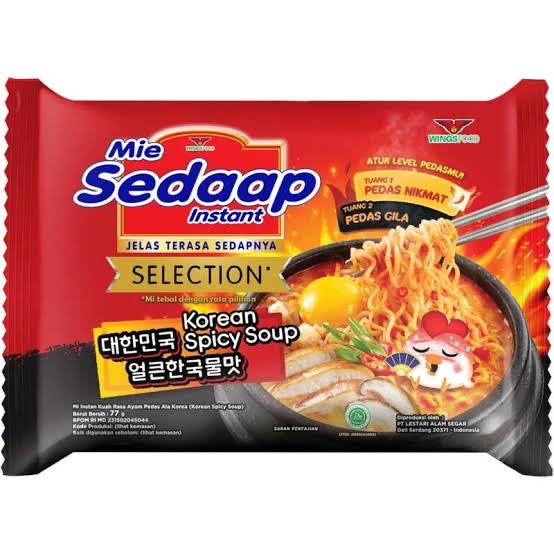 WINGSFOOD
Mie
Sedaap
Instant
JELAS TERASA SEDAPNYA
SELECTION*
*Mi tebal dengan rasa pilihan
WINGSFOOD
ATUR LEVEL PEDASMU!
TUANG 1
PEDAS NIKMAT
TUANG 2
PEDAS GILA
Korean
대한민국 Spicy Soup
얼큰한국물맛
Mi Instan Kuah Rasa Ayam Pedas Ala Korea (Korean Spicy Soup)
Berat Bersih : 77 g
BPOM RI MD 231502045044
Kode Produksi: (lihat kemasan)
Baik digunakan sebelum: (lihat kemasan)
SARAN PENYAJIAN
Diproduksi oleh :
PT LESTARI ALAM SEGAR
Deli Serdang 20371 - Indonesia